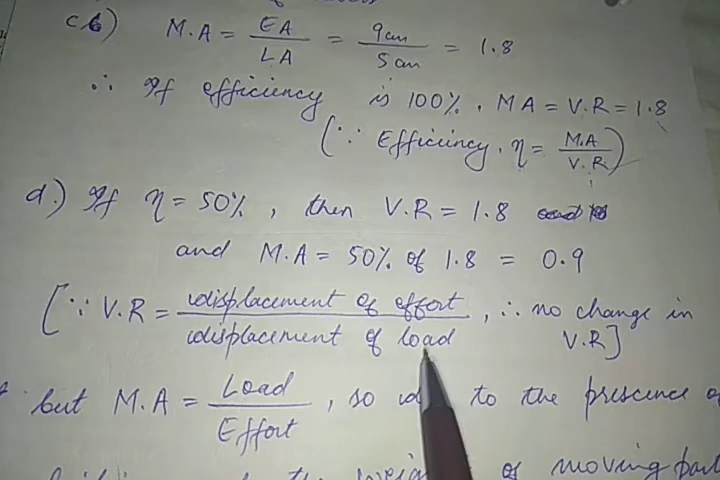 c.) M.A = EA / LA = 9cm / 5cm = 1.8
∴ If efficiency is 100%, MA = V.R = 1.8
(∵ Efficiency, η = M.A / V.R)
d.) If η = 50%, then V.R = 1.8
and M.A = 50% of 1.8 = 0.9
[∵ V.R = displacement of effort / displacement of load, ∴ no change in V.R]
but M.A = Load / Effort, so to the presence
of moving part